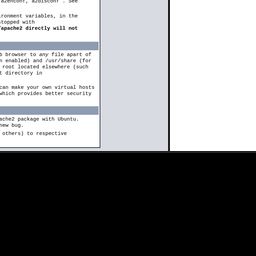 a2enconf, a2disconf . See
ironment variables, in the
stopped with
apache2 directly will not
b browser to any file apart of
n enabled) and /usr/share (for
root located elsewhere (such
t directory in
can make your own virtual hosts
which provides better security
ache2 package with Ubuntu.
new bug.
others) to respective